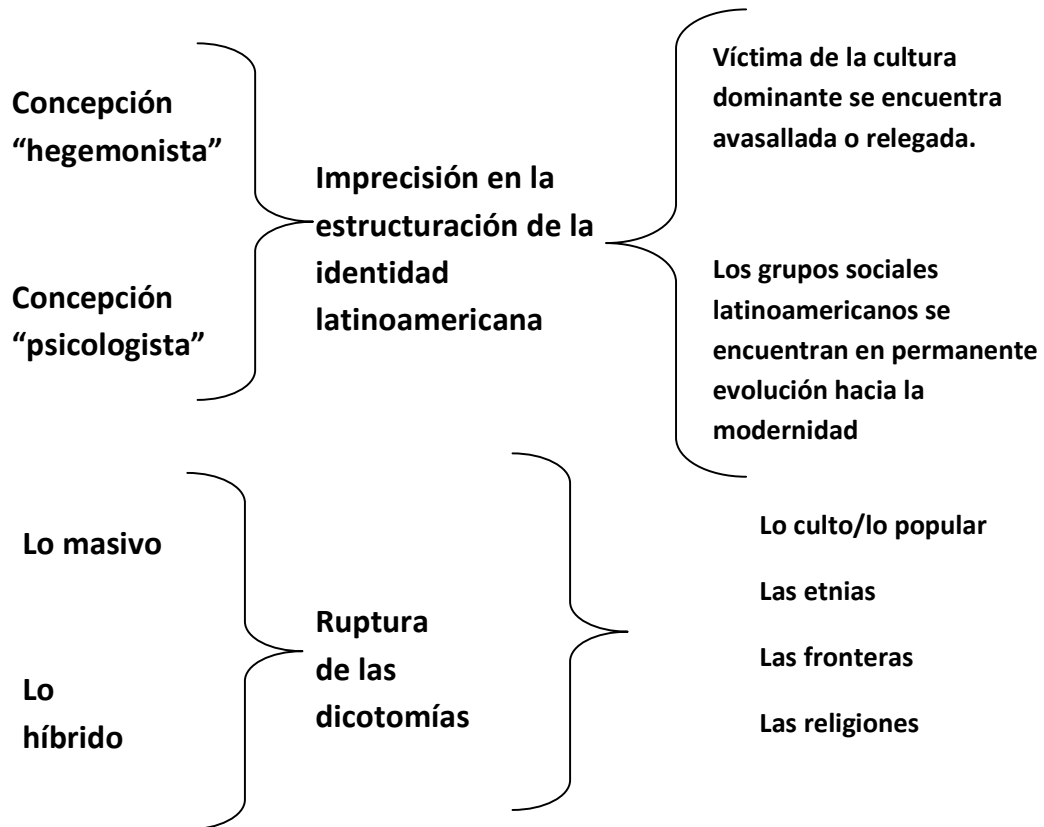 Concepción
“hegemonista”
Concepción
“psicologista”
Imprecisión en la
estructuración de la
identidad
latinoamericana
Víctima de la cultura
dominante se encuentra
avasallada o relegada.
Los grupos sociales
latinoamericanos se
encuentran en permanente
evolución hacia la
modernidad
Lo masivo
Lo
híbrido
Ruptura
de las
dicotomías
Lo culto/lo popular
Las etnias
Las fronteras
Las religiones